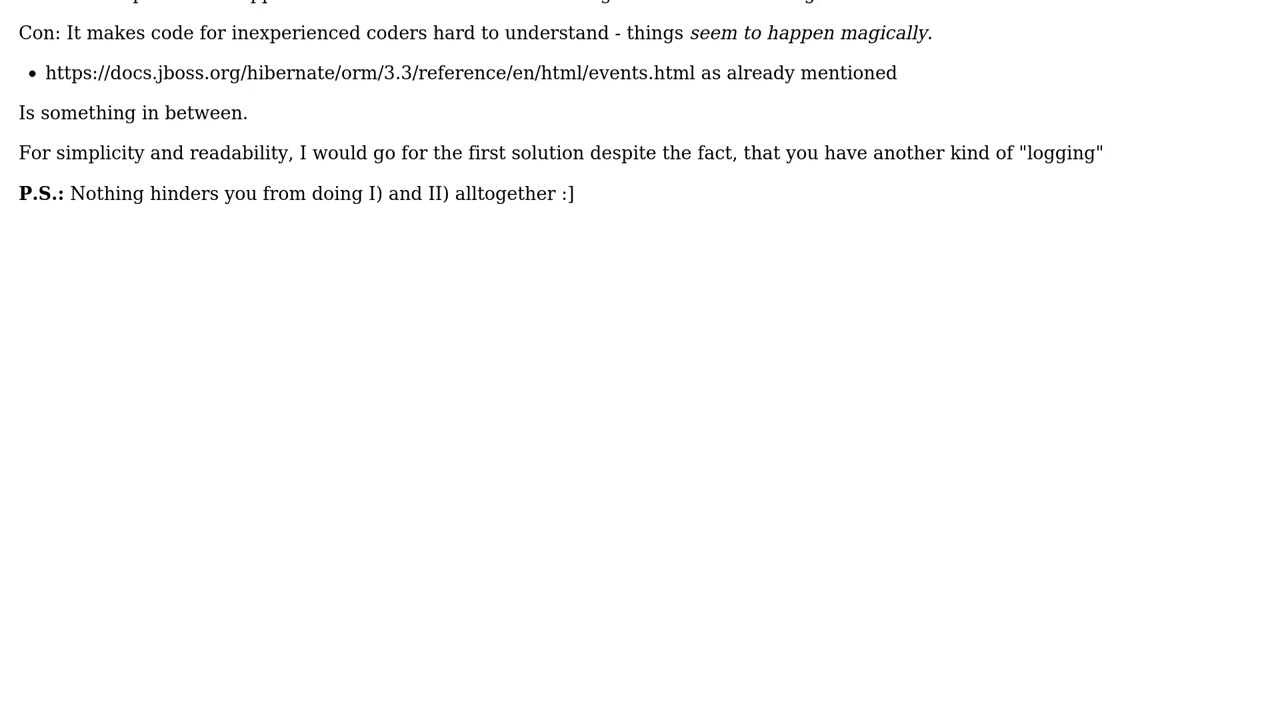 Con: It makes code for inexperienced coders hard to understand - things seem to happen magically.
• https://docs.jboss.org/hibernate/orm/3.3/reference/en/html/events.html as already mentioned
Is something in between.
For simplicity and readability, I would go for the first solution despite the fact, that you have another kind of "logging"
P.S.: Nothing hinders you from doing I) and II) alltogether :]